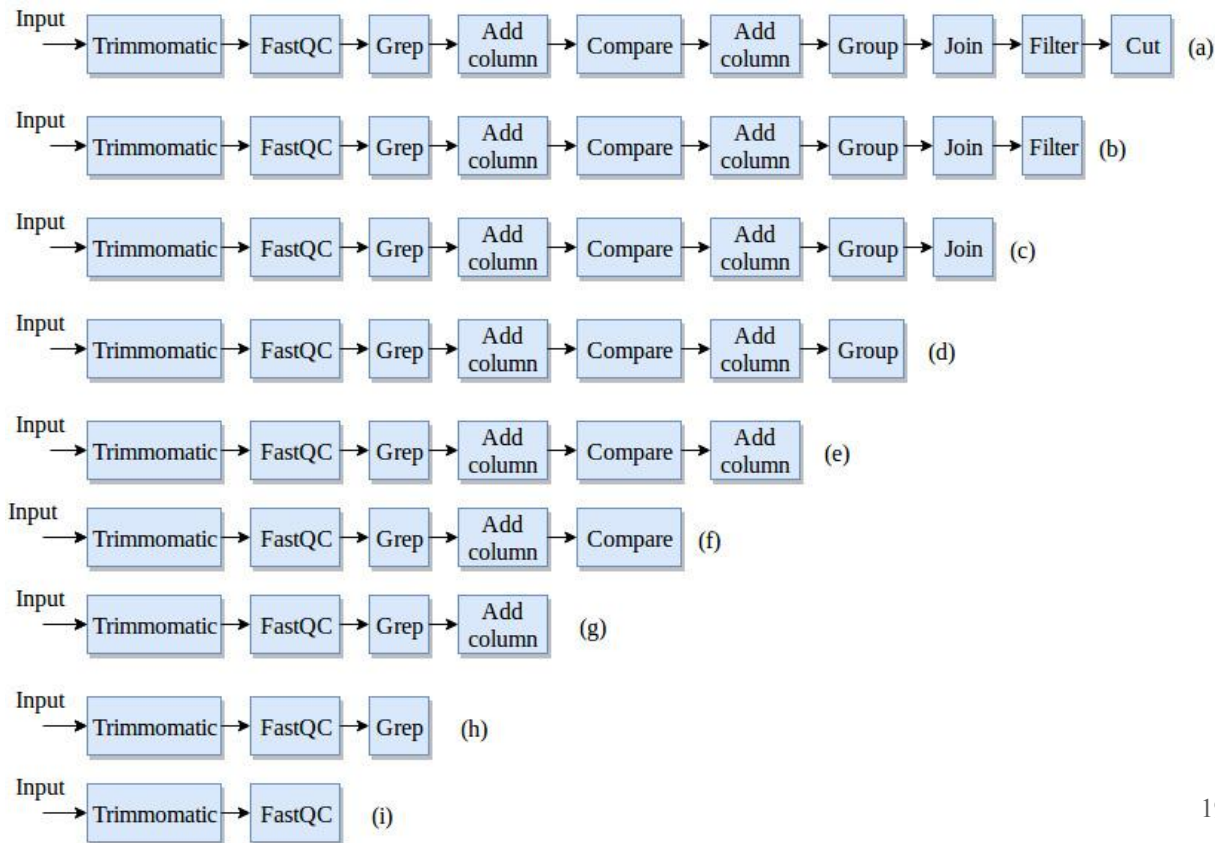 Input
Trimmomatic FastQC Grep Add column Compare Add column Group Join Filter Cut (a)
Input
Trimmomatic FastQC Grep Add column Compare Add column Group Join Filter (b)
Input
Trimmomatic FastQC Grep Add column Compare Add column Group Join (c)
Input
Trimmomatic FastQC Grep Add column Compare Add column Group (d)
Input
Trimmomatic FastQC Grep Add column Compare Add column (e)
Input
Trimmomatic FastQC Grep Add column Compare (f)
Input
Trimmomatic FastQC Grep Add column (g)
Input
Trimmomatic FastQC Grep (h)
Input
Trimmomatic FastQC (i)